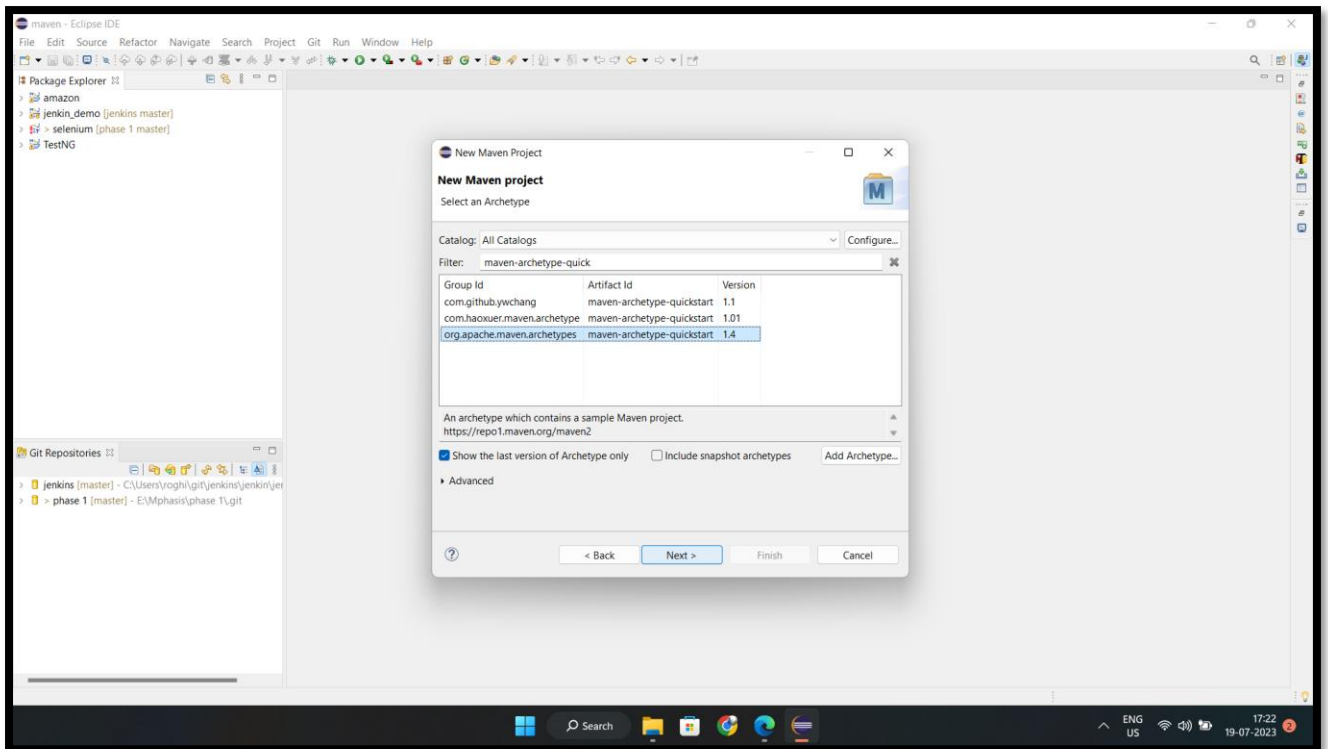 maven - Eclipse IDE
File Edit Source Refactor Navigate Search Project Git Run Window Help
Package Explorer
amazon
jenkin_demo [jenkins master]
> selenium [phase 1 master]
TestNG
New Maven Project
New Maven project
Select an Archetype
M
Catalog: All Catalogs Configure...
Filter: maven-archetype-quick
Group Id Artifact Id Version
com.github.ywchang maven-archetype-quickstart 1.1
com.haoxuer.maven.archetype maven-archetype-quickstart 1.01
org.apache.maven.archetypes maven-archetype-quickstart 1.4
An archetype which contains a sample Maven project.
https://repo1.maven.org/maven2
Show the last version of Archetype only Include snapshot archetypes Add Archetype...
Advanced
? < Back Next > Finish Cancel
Git Repositories
jenkins [master] - C:\Users\roghi\git\jenkins\jenkin\jer
> phase 1 [master] - E:\Mphasis\phase 1\.git
Search
ENG
US
17:22
19-07-2023
2